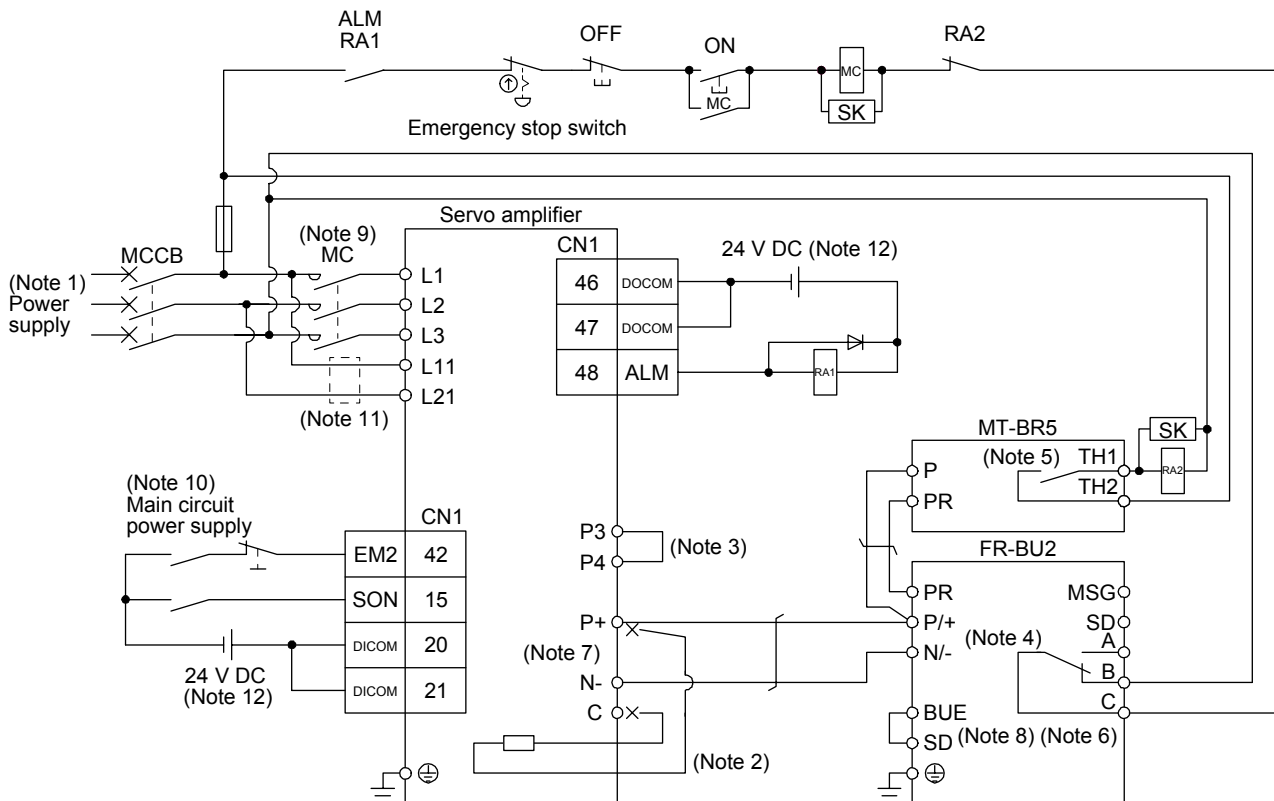 ALM
RA1
OFF
ON
RA2
MC
MC
SK
Emergency stop switch
Servo amplifier
(Note 9)
MC
MCCB
(Note 1)
Power
supply
L1
L2
L3
L11
L21
(Note 11)
CN1
46 DOCOM
47 DOCOM
48 ALM
24 V DC (Note 12)
RA1
MT-BR5
(Note 5)
P
PR
TH1
TH2
SK
RA2
(Note 10)
Main circuit
power supply
CN1
EM2 42
SON 15
DICOM 20
DICOM 21
24 V DC
(Note 12)
P3
P4
(Note 3)
P+
(Note 7)
N-
C
(Note 2)
FR-BU2
PR
P/+
N/-
BUE
SD
MSG
SD
A
B
C
(Note 4)
(Note 8) (Note 6)